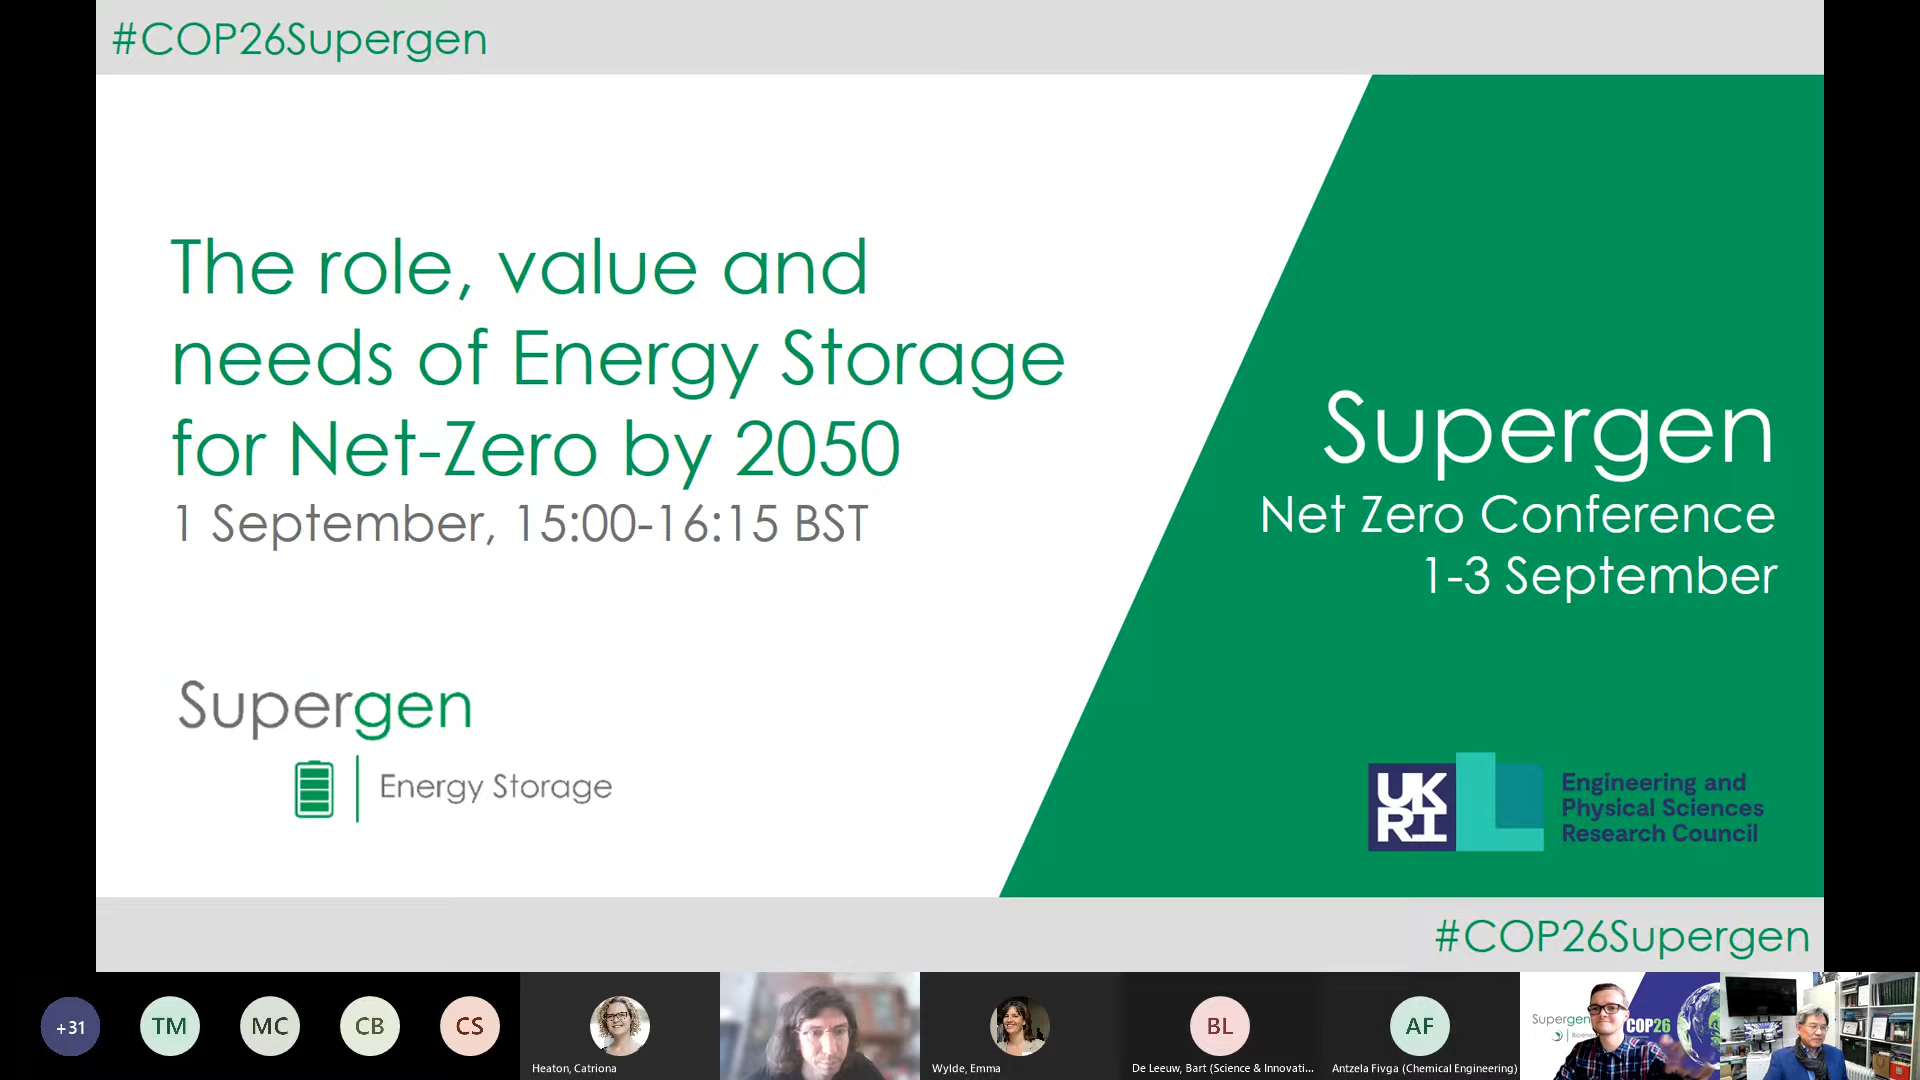 #COP26Supergen
The role, value and
needs of Energy Storage
for Net-Zero by 2050
1 September, 15:00-16:15 BST
Supergen
Net Zero Conference
1-3 September
Supergen
Energy Storage
UK
RI
Engineering and
Physical Sciences
Research Council
#COP26Supergen
+31
TM
MC
CB
CS
Heaton, Catriona
Wylde, Emma
BL
De Leeuw, Bart (Science & Innovati...
AF
Antzela Fivga (Chemical Engineering)
Supergen
COP26